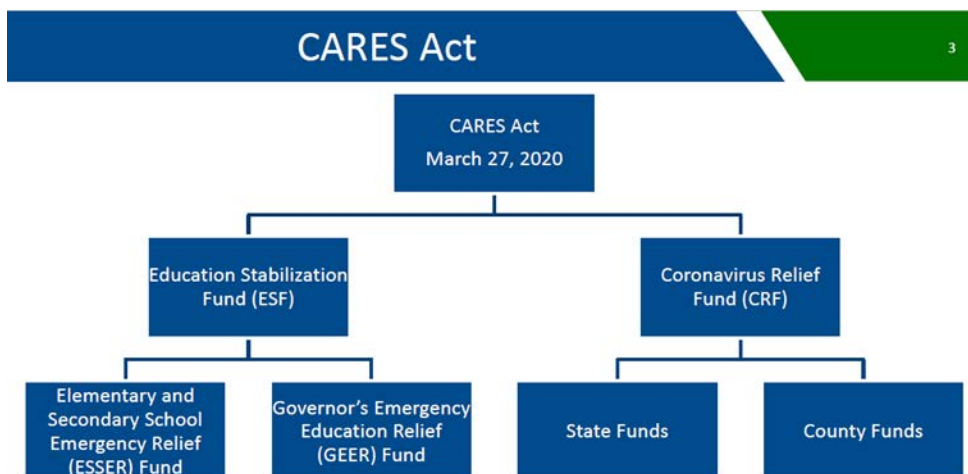 CARES Act
3
CARES Act
March 27, 2020
Education Stabilization
Fund (ESF)
Coronavirus Relief
Fund (CRF)
Elementary and
Secondary School
Emergency Relief
(ESSER) Fund
Governor's Emergency
Education Relief
(GEER) Fund
State Funds
County Funds